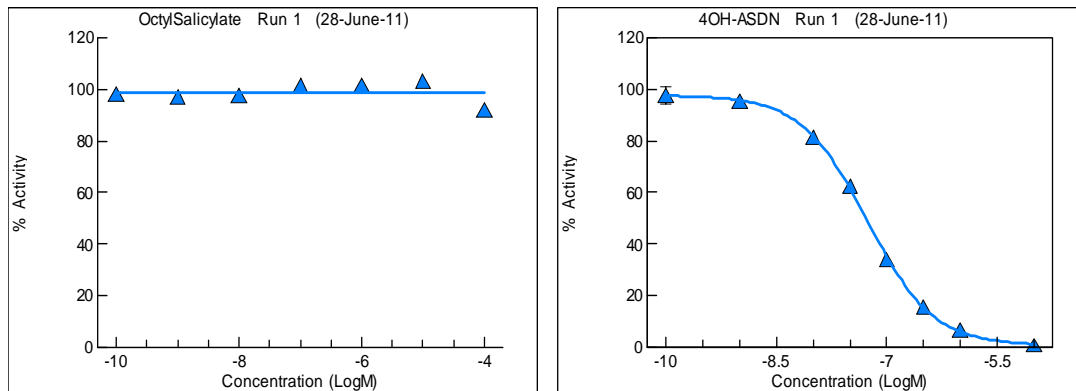 OctylSalicylate Run 1 (28-June-11)
120
100
80
60
40
20
0
% Activity
-10 -8 -6 -4
Concentration (LogM)
4OH-ASDN Run 1 (28-June-11)
120
100
80
60
40
20
0
% Activity
-10 -8.5 -7 -5.5
Concentration (LogM)